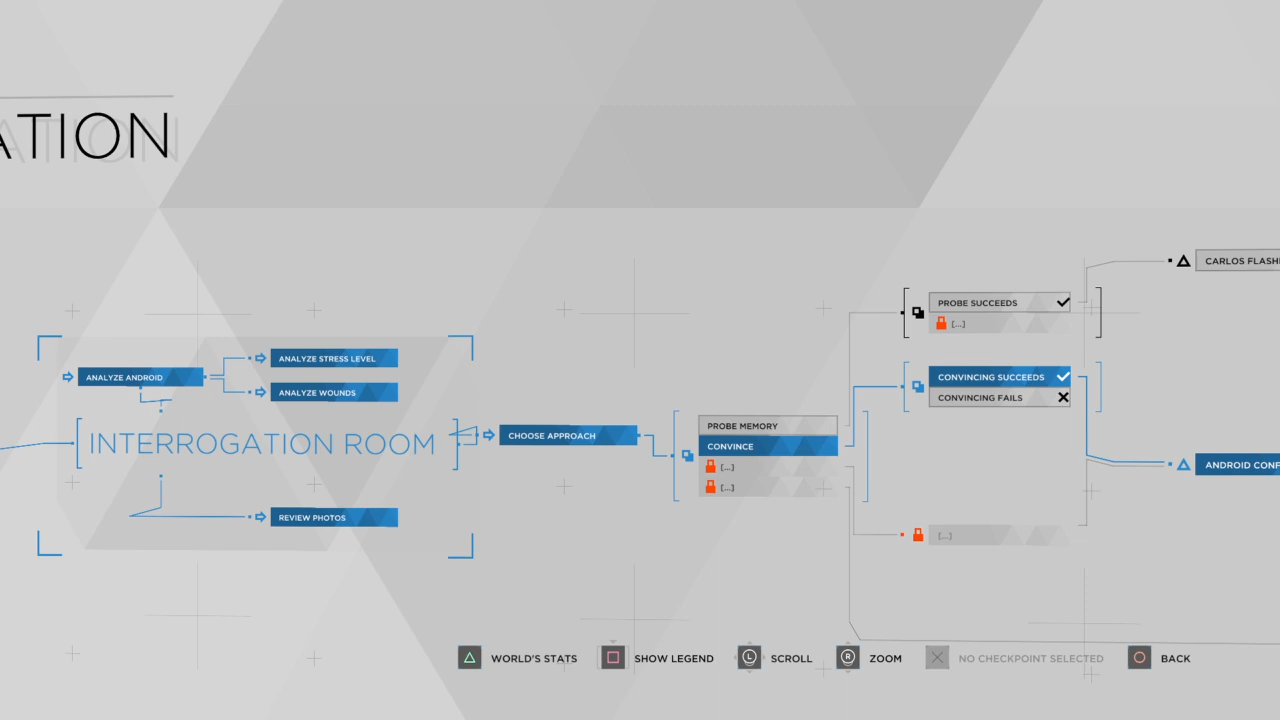 ATION
CARLOS FLASH
PROBE SUCCEEDS
[...]
ANALYZE STRESS LEVEL
ANALYZE ANDROID
ANALYZE WOUNDS
CONVINCING SUCCEEDS
CONVINCING FAILS
INTERROGATION ROOM
CHOOSE APPROACH
PROBE MEMORY
CONVINCE
[...]
[...]
ANDROID CONF
REVIEW PHOTOS
[...]
WORLD'S STATS
SHOW LEGEND
L
SCROLL
R
ZOOM
NO CHECKPOINT SELECTED
BACK